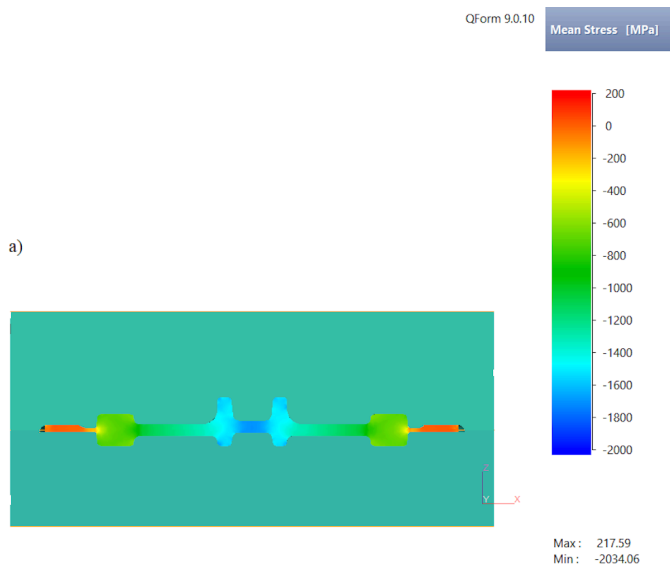 QForm 9.0.10
Mean Stress [MPa]
200
0
-200
-400
-600
-800
-1000
-1200
-1400
-1600
-1800
-2000
a)
Z
Y
X
Max : 217.59
Min : -2034.06